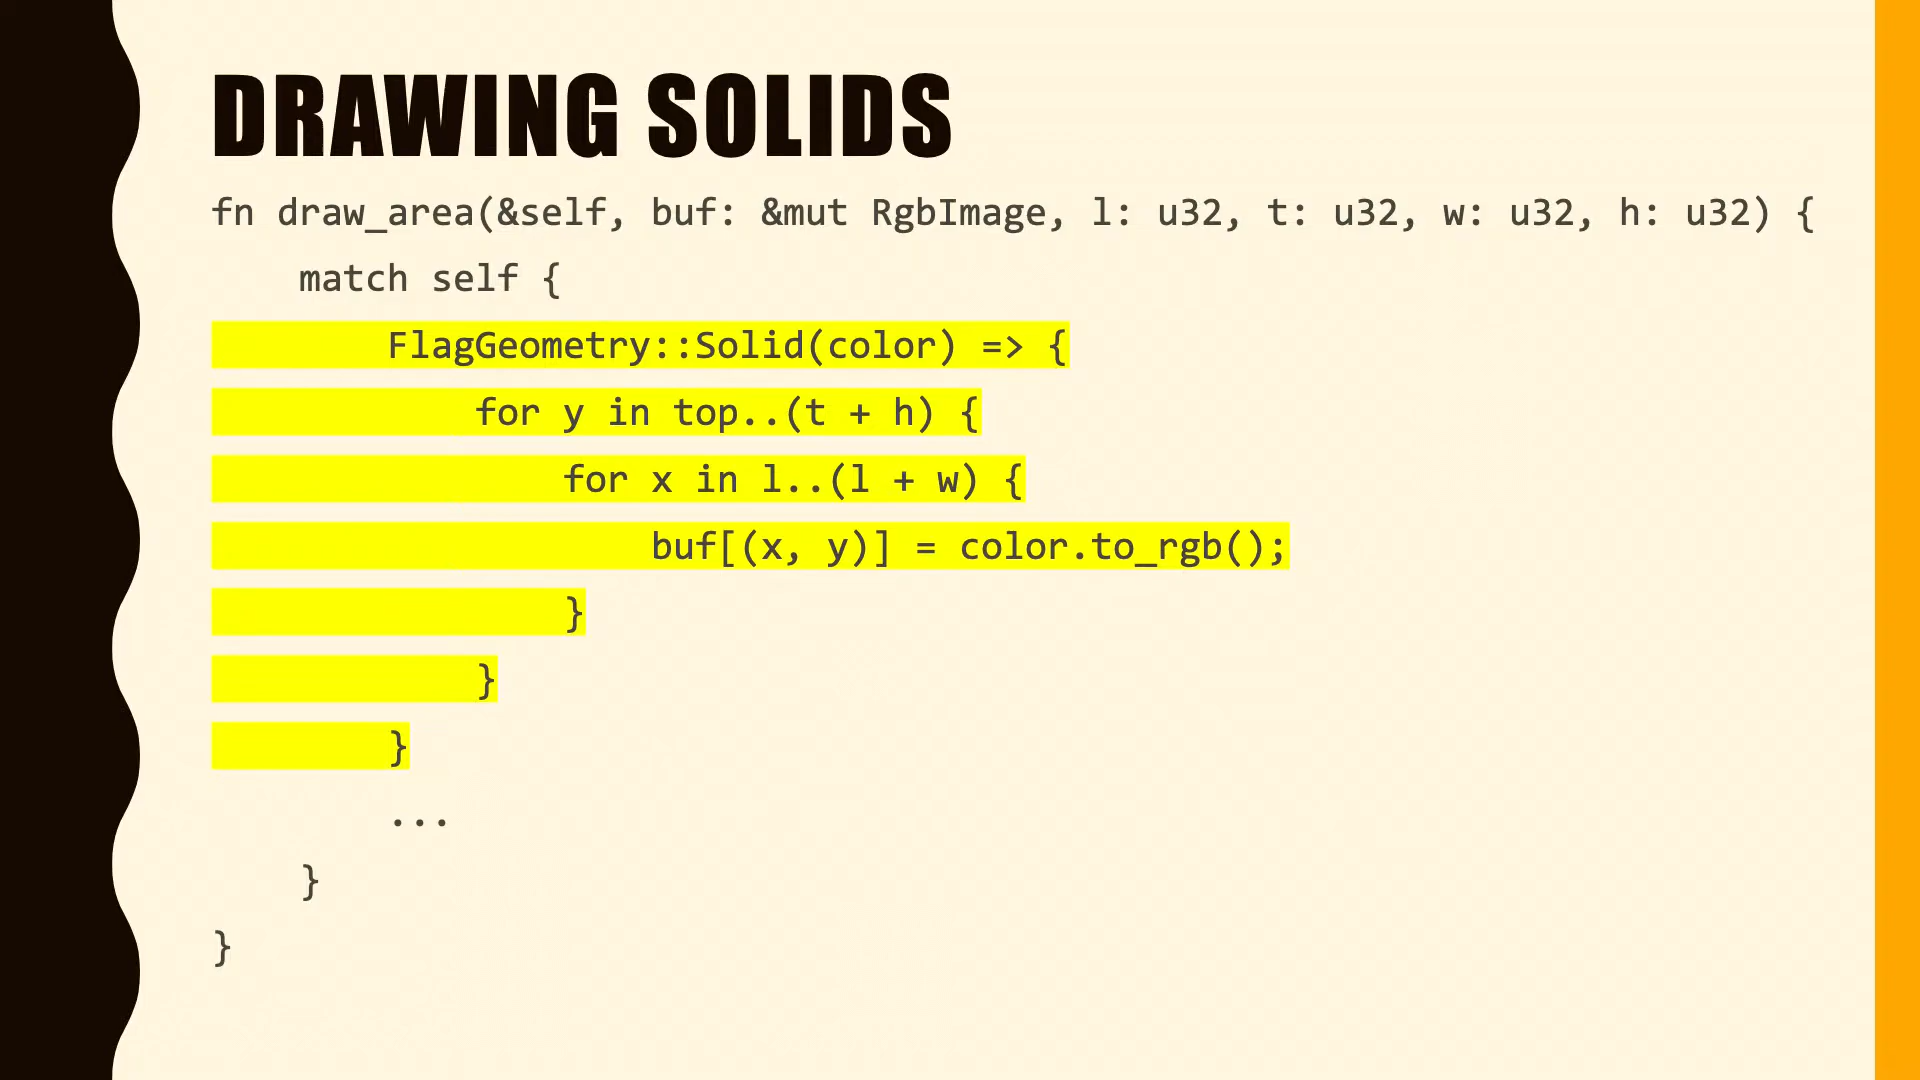 DRAWING SOLIDS
fn draw_area(&self, buf: &mut RgbImage, l: u32, t: u32, w: u32, h: u32) {
    match self {
        FlagGeometry::Solid(color) => {
            for y in top..(t + h) {
                for x in l..(l + w) {
                    buf[(x, y)] = color.to_rgb();
                }
            }
        }
        ...
    }
}